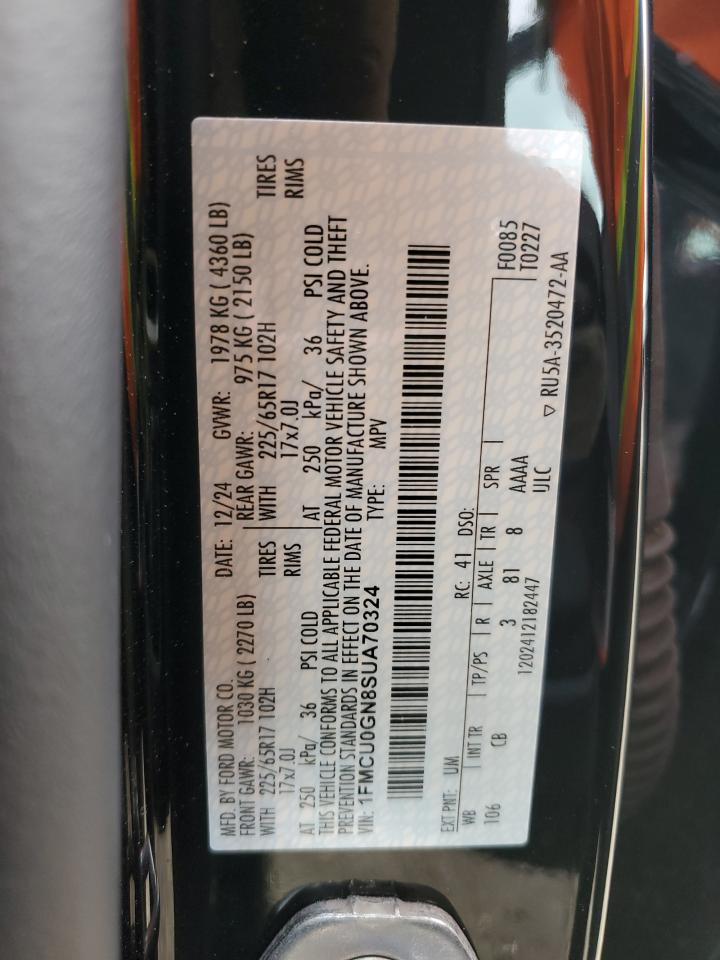 MFD. BY FORD MOTOR CO.
DATE: 12/24 GVWR: 1978 KG ( 4360 LB)
FRONT GAWR: 1030 KG ( 2270 LB) REAR GAWR: 975 KG ( 2150 LB)
WITH 225/65R17 102H TIRES WITH 225/65R17 102H TIRES
17x7.0J RIMS 17x7.0J RIMS
AT 250 kPa/ 36 PSI COLD AT 250 kPa/ 36 PSI COLD
THIS VEHICLE CONFORMS TO ALL APPLICABLE FEDERAL MOTOR VEHICLE SAFETY AND THEFT
PREVENTION STANDARDS IN EFFECT ON THE DATE OF MANUFACTURE SHOWN ABOVE.
VIN: 1FMCU0GN8SUA70324 TYPE: MPV
EXT PNT: UM RC: 41 DSO: F0085
WB INT TR TP/PS R AXLE TR SPR T0227
106 CB 3 81 8 AAAA
1202412182447 ULC ▽ RU5A-3520472-AA